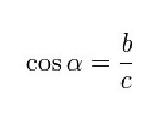 cos α = b/c